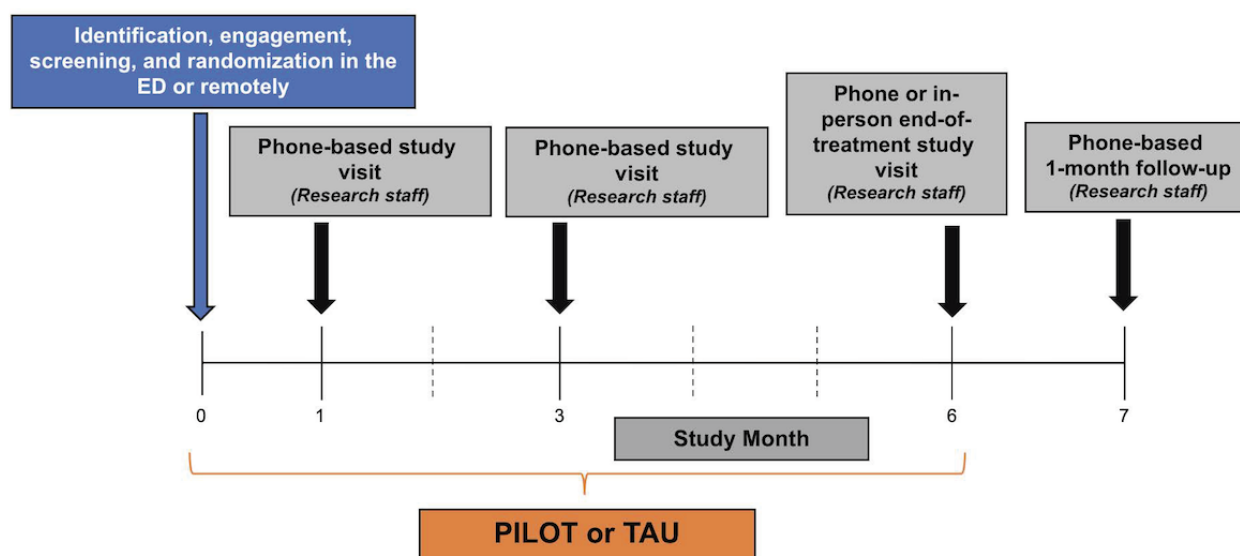 Identification, engagement,
screening, and randomization in the
ED or remotely
Phone-based study
visit
(Research staff)
Phone-based study
visit
(Research staff)
Phone or in-
person end-of-
treatment study
visit
(Research staff)
Phone-based
1-month follow-up
(Research staff)
0
1
3
6
7
Study Month
PILOT or TAU